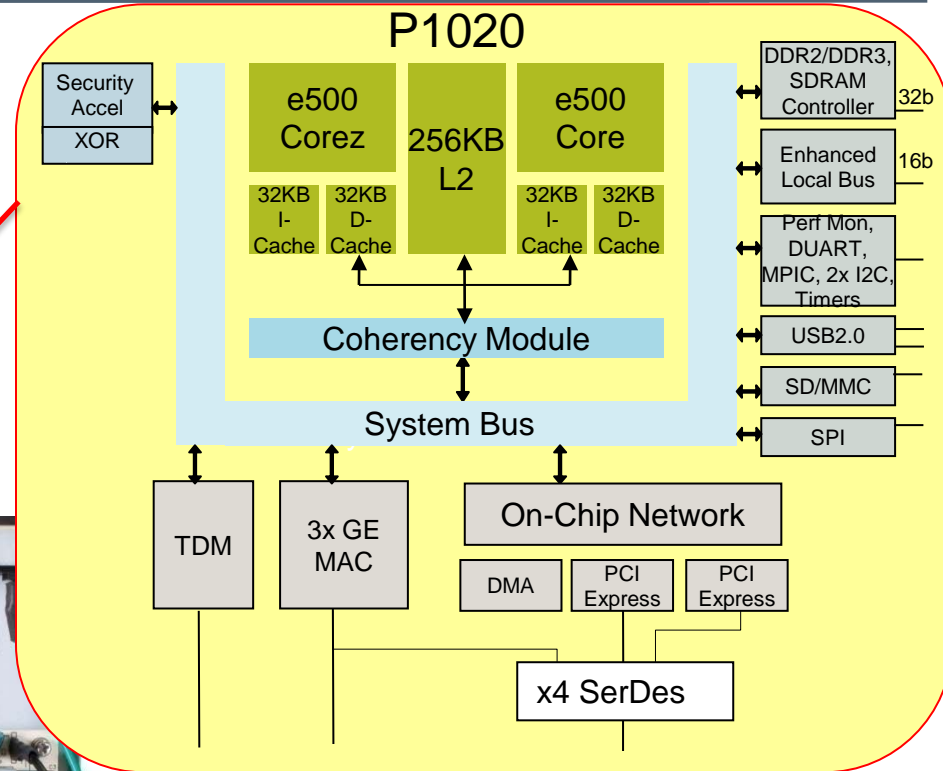 P1020
Security
Accel
XOR
e500
Corez
256KB
L2
e500
Core
32KB
I-
Cache
32KB
D-
Cache
32KB
I-
Cache
32KB
D-
Cache
Coherency Module
System Bus
DDR2/DDR3,
SDRAM
Controller
32b
Enhanced
Local Bus
16b
Perf Mon,
DUART,
MPIC, 2x I2C,
Timers
USB2.0
SD/MMC
SPI
TDM
3x GE
MAC
On-Chip Network
DMA
PCI
Express
PCI
Express
x4 SerDes